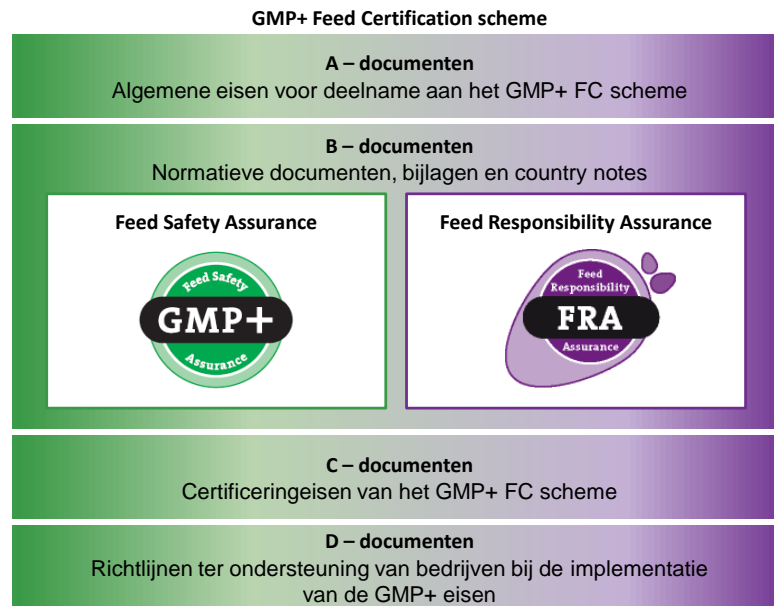 GMP+ Feed Certification scheme
A – documenten
Algemene eisen voor deelname aan het GMP+ FC scheme
B – documenten
Normatieve documenten, bijlagen en country notes
Feed Safety Assurance
Feed Safety
GMP+
Assurance
Feed Responsibility Assurance
Feed
Responsibility
FRA
Assurance
C – documenten
Certificeringeisen van het GMP+ FC scheme
D – documenten
Richtlijnen ter ondersteuning van bedrijven bij de implementatie
van de GMP+ eisen